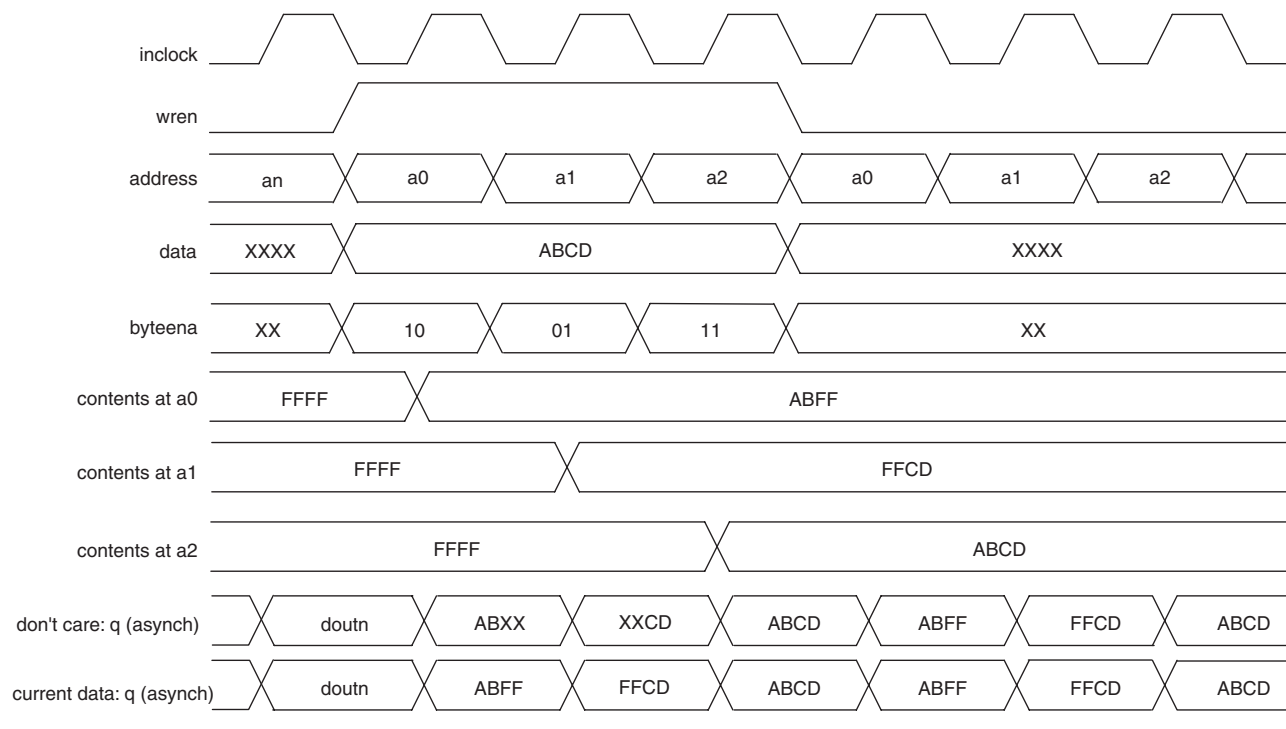 inclock
wren
address an a0 a1 a2 a0 a1 a2
data XXXX ABCD XXXX
byteena XX 10 01 11 XX
contents at a0 FFFF ABFF
contents at a1 FFFF FFCD
contents at a2 FFFF ABCD
don't care: q (asynch) doutn ABXX XXCD ABCD ABFF FFCD ABCD
current data: q (asynch) doutn ABFF FFCD ABCD ABFF FFCD ABCD